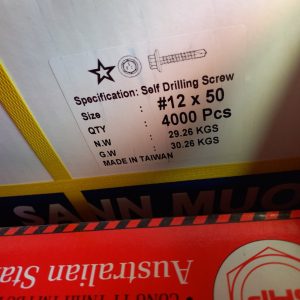 Specification: Self Drilling Screw
Size : #12 x 50
QTY : 4000 Pcs
N.W : 29.26 KGS
G.W : 30.26 KGS
MADE IN TAIWAN
SANN MUO
Australian Sta